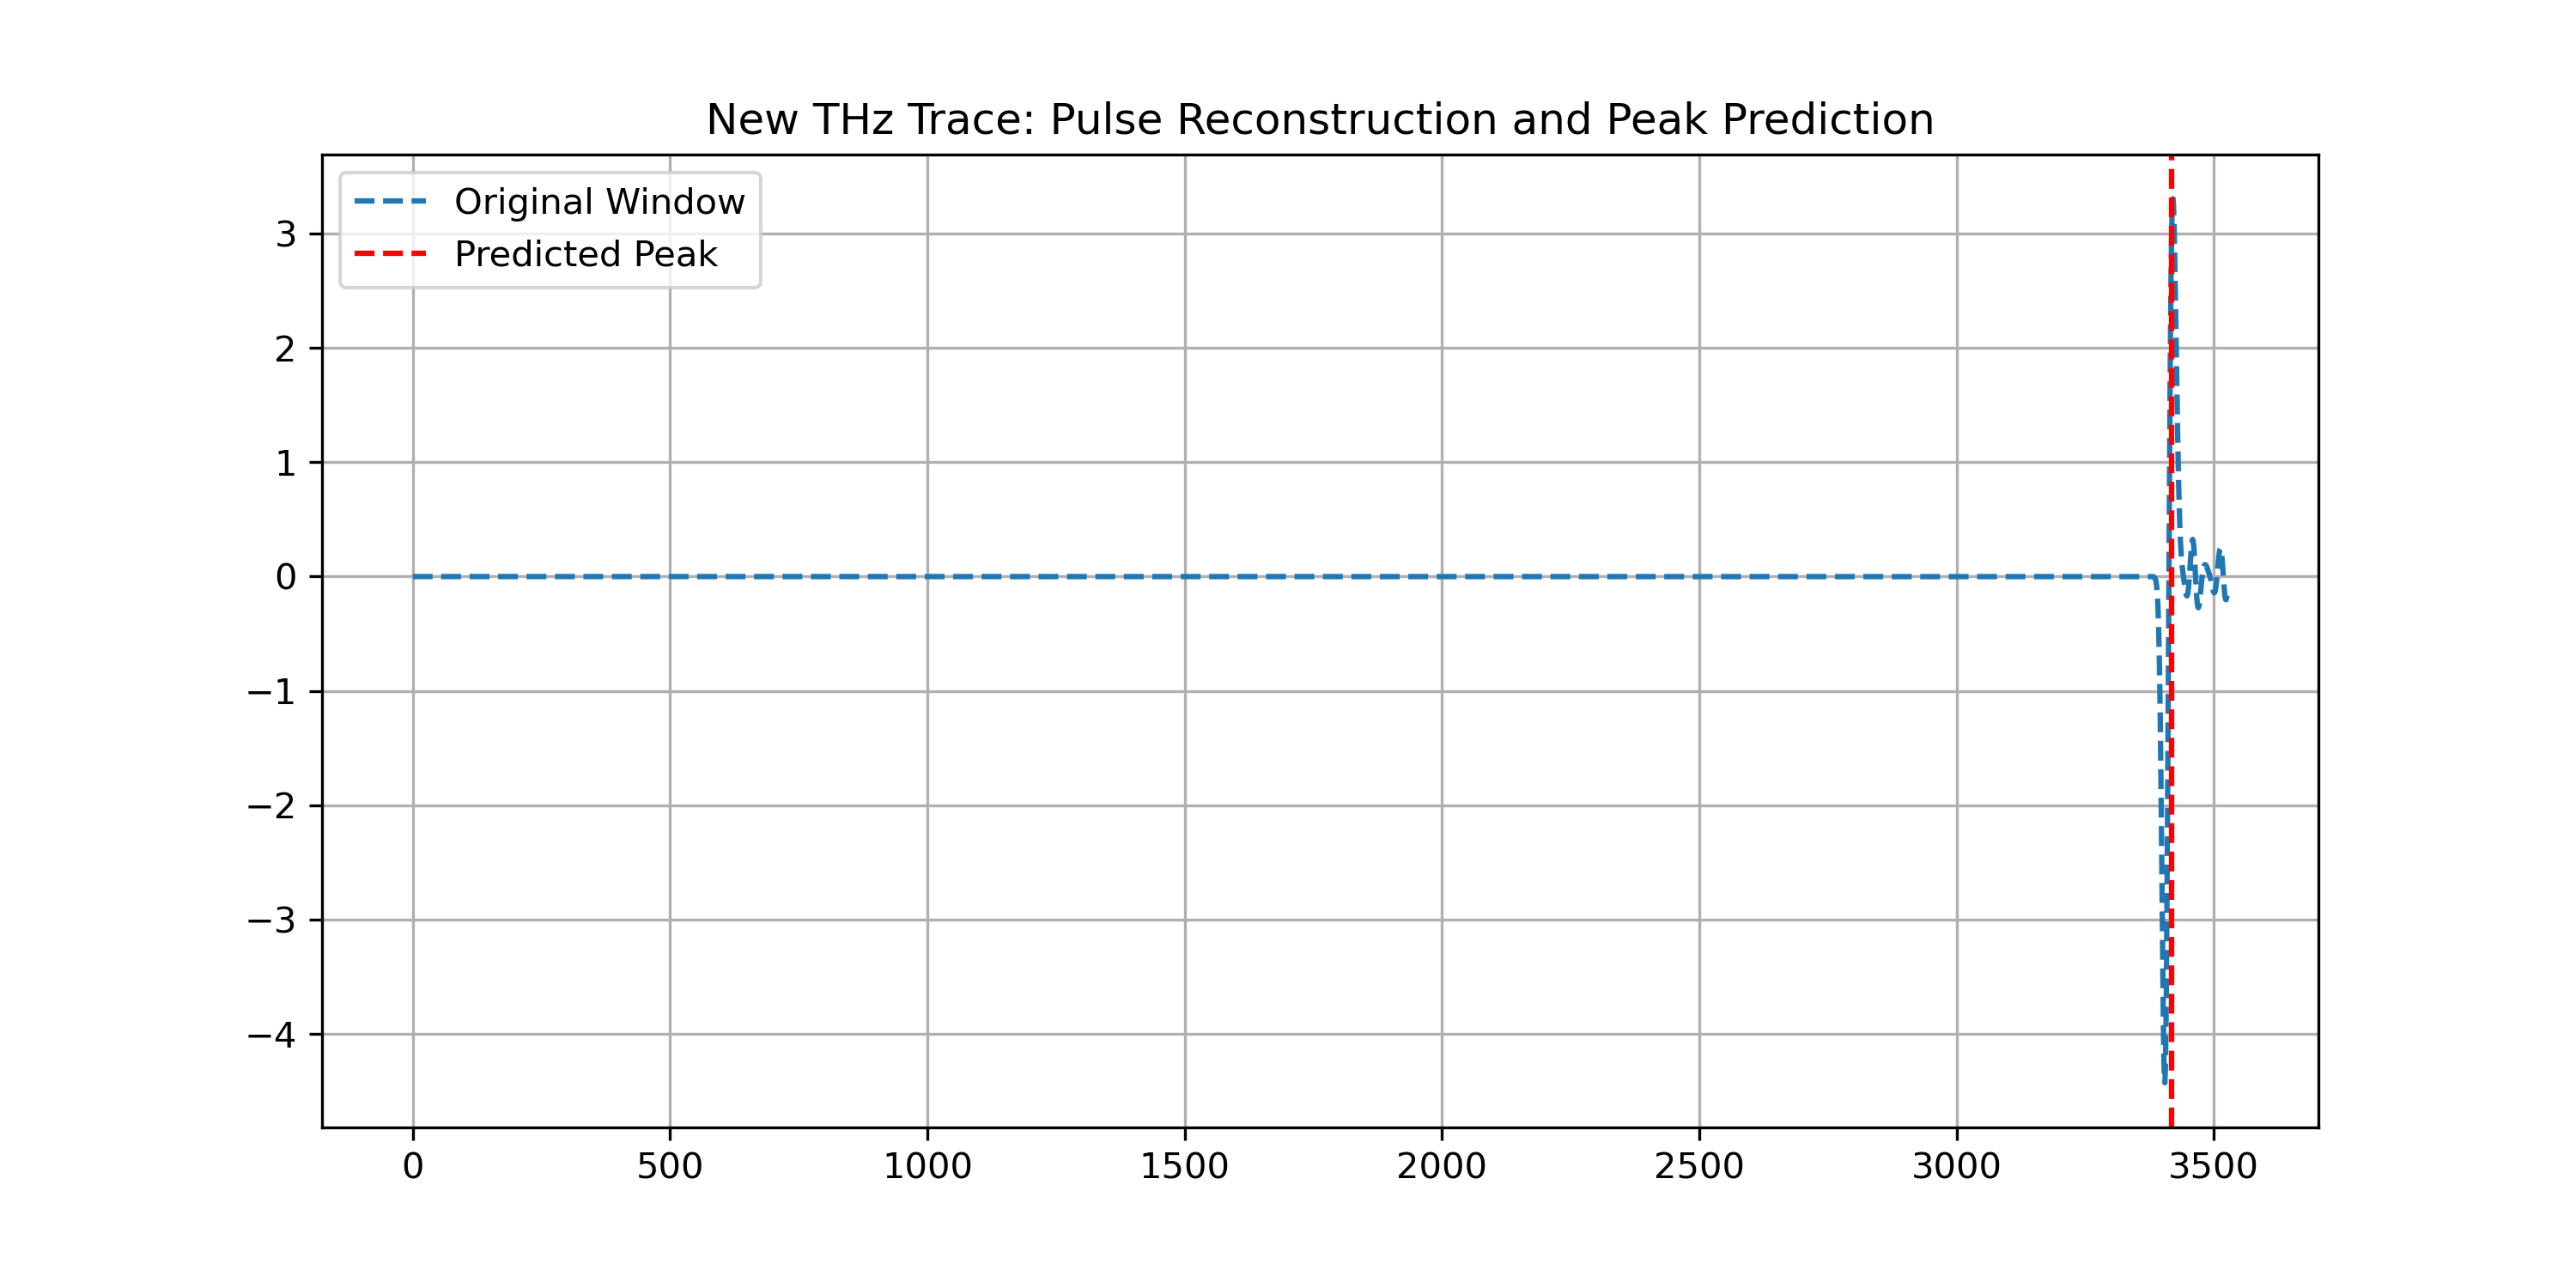 New THz Trace: Pulse Reconstruction and Peak Prediction
Original Window
Predicted Peak
3
2
1
0
−1
−2
−3
−4
0 500 1000 1500 2000 2500 3000 3500